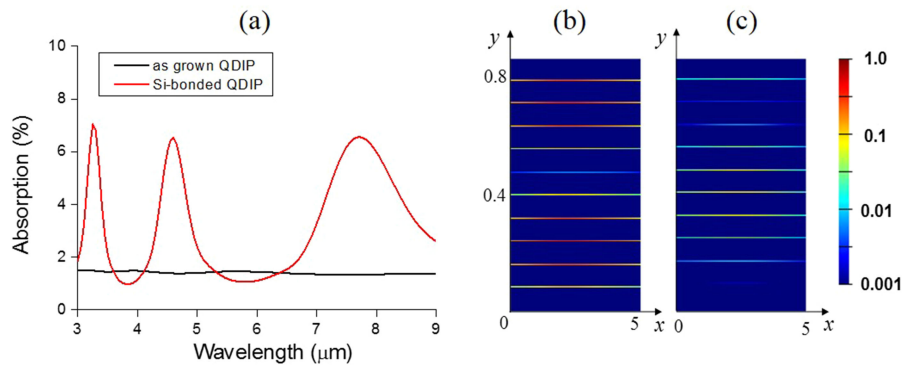 (a)
10
8
6
4
2
0
Absorption (%)
as grown QDIP
Si-bonded QDIP
3 4 5 6 7 8 9
Wavelength (μm)
(b)
y
0.8
0.4
0
5 x
(c)
y
0
5 x
1.0
0.1
0.01
0.001